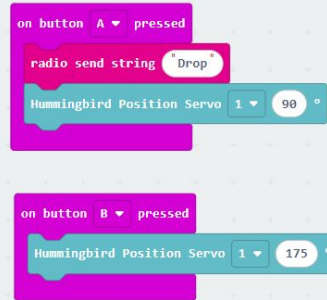 on button A pressed
radio send string "Drop"
Hummingbird Position Servo 1 90 °
on button B pressed
Hummingbird Position Servo 1 175 °